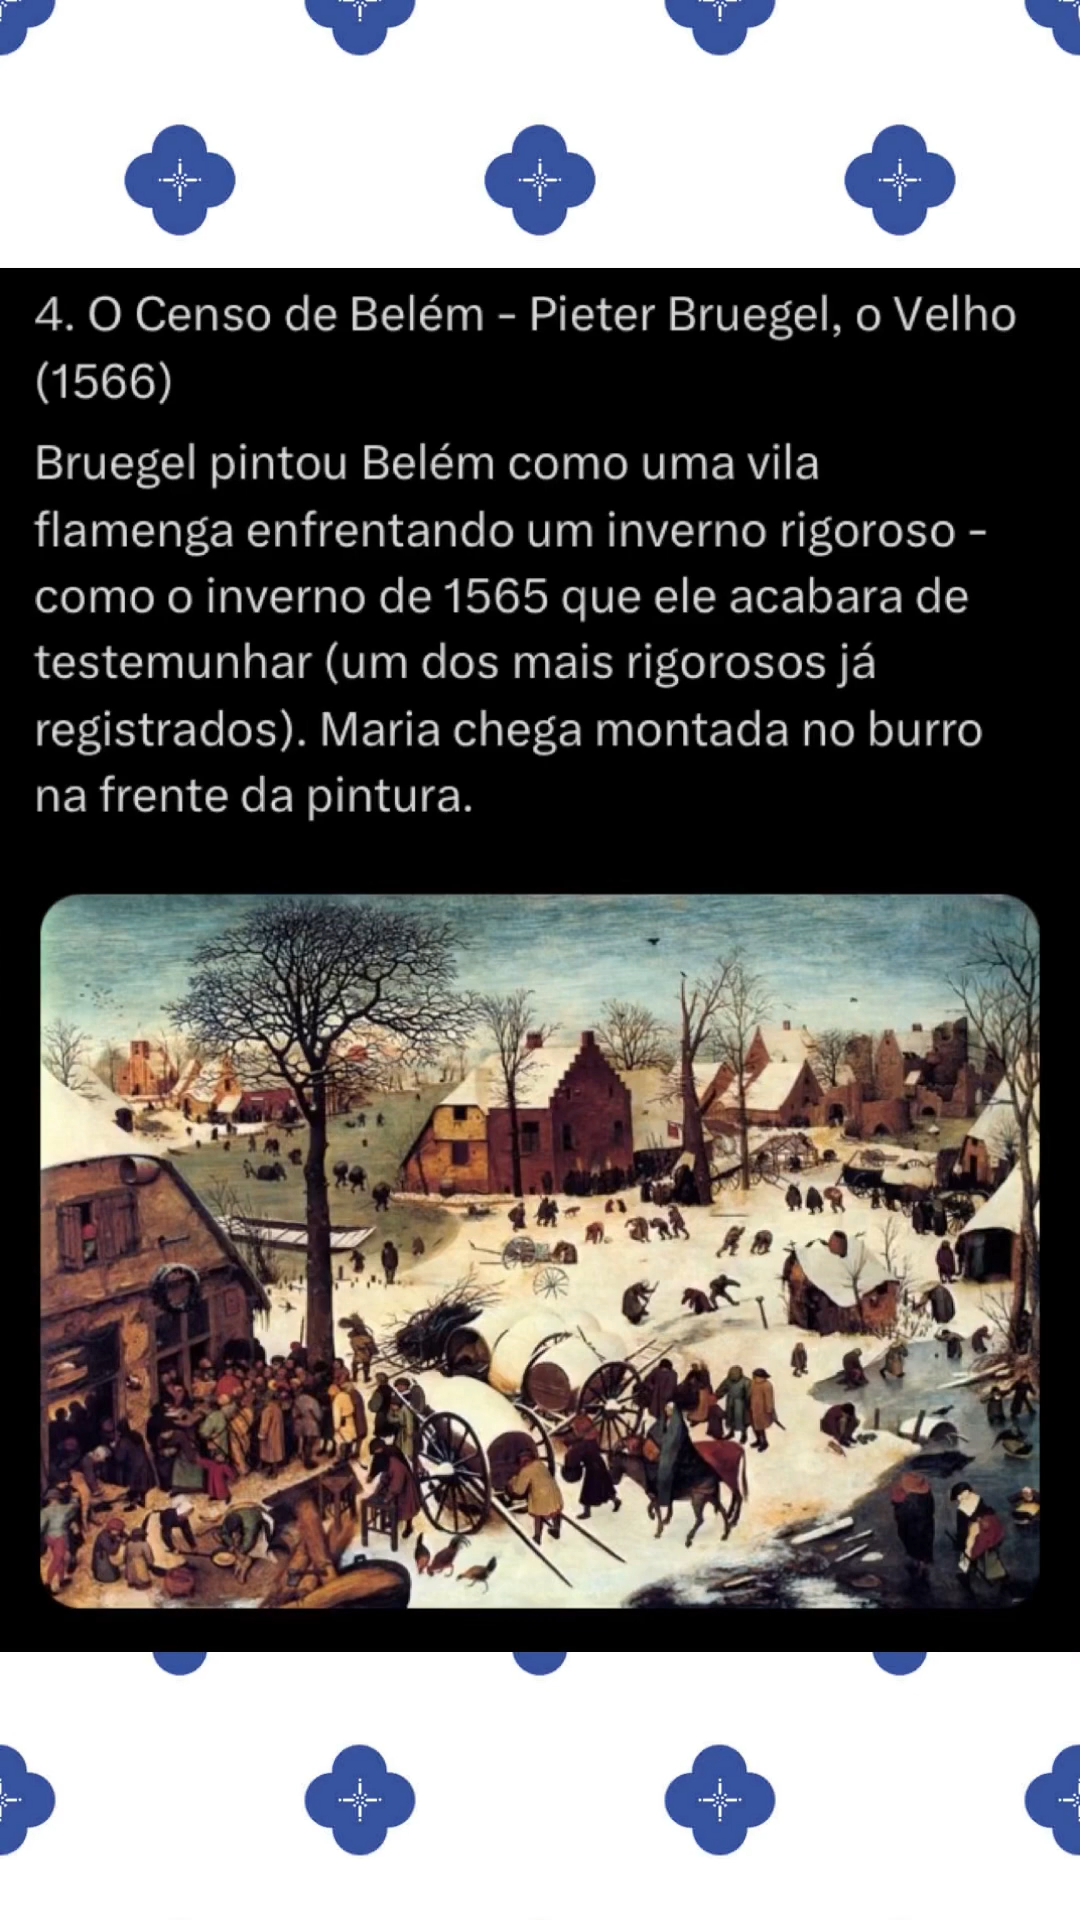 4. O Censo de Belém - Pieter Bruegel, o Velho
(1566)
Bruegel pintou Belém como uma vila
flamenga enfrentando um inverno rigoroso -
como o inverno de 1565 que ele acabara de
testemunhar (um dos mais rigorosos já
registrados). Maria chega montada no burro
na frente da pintura.